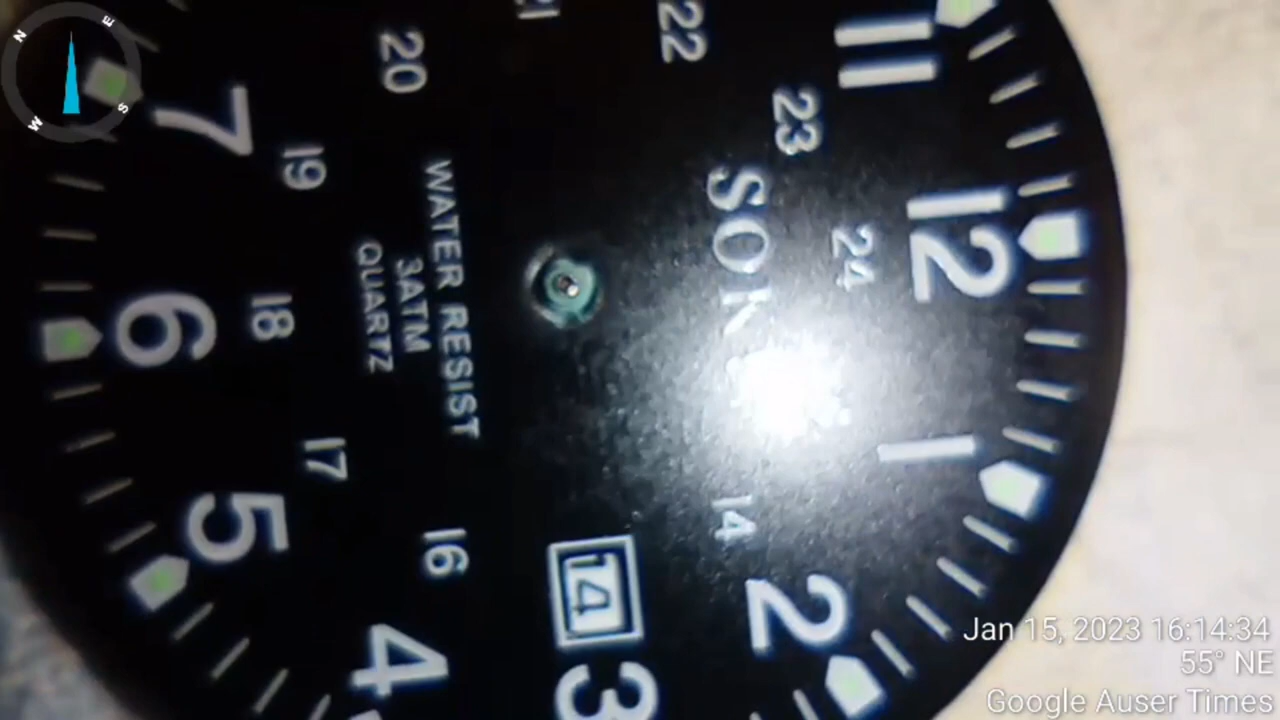 11
12
1
2
3
4
5
6
7
22
23
24
14
16
17
18
19
20
21
14
WATER RESIST
3ATM
QUARTZ
N
E
S
W
Jan 15, 2023 16:14:34
55° NE
Google Auser Times